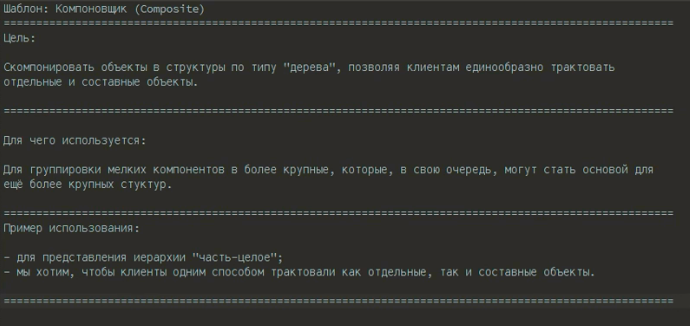 Шаблон: Компоновщик (Composite)
=======================================================================================================
Цель:
Скомпонировать объекты в структуры по типу "дерева", позволяя клиентам единообразно трактовать
отдельные и составные объекты.
=======================================================================================================
Для чего используется:
Для группировки мелких компонентов в более крупные, которые, в свою очередь, могут стать основой для
ещё более крупных стуктур.
=======================================================================================================
Пример использования:
- для представления иерархии "часть-целое";
- мы хотим, чтобы клиенты одним способом трактовали как отдельные, так и составные объекты.
=======================================================================================================